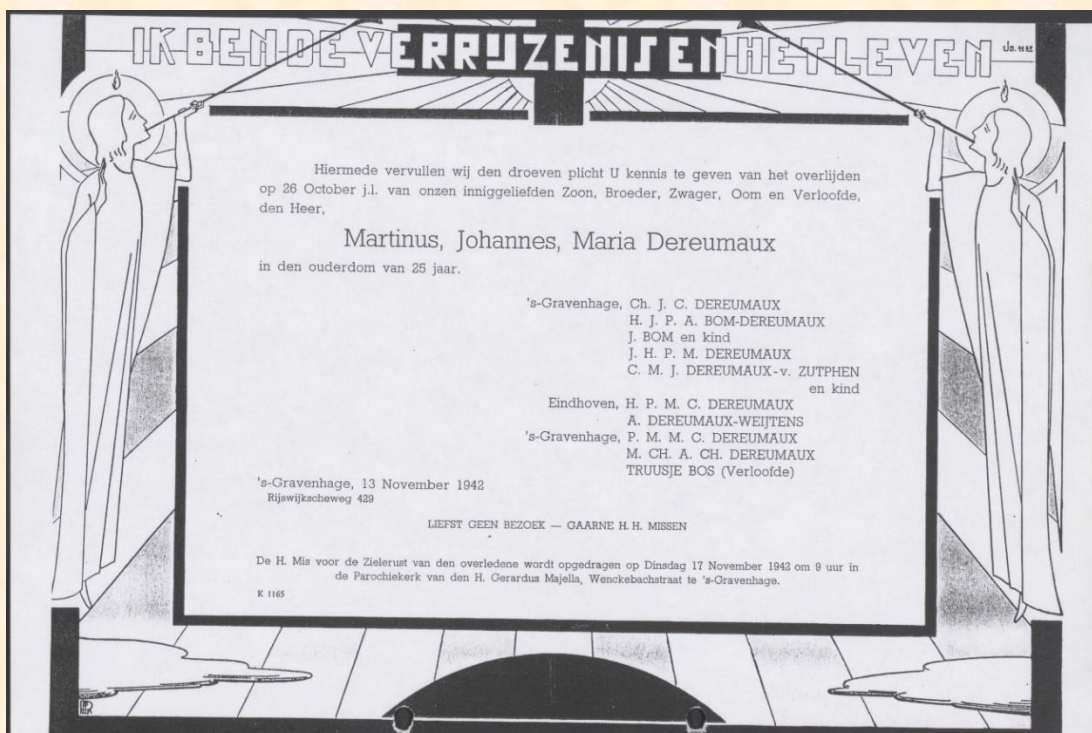 IK BEN DE VERRIJZENIS EN HET LEVEN
Hiermede vervullen wij den droeven plicht U kennis te geven van het overlijden
op 26 October j.l. van onzen inniggeliefden Zoon, Broeder, Zwager, Oom en Verloofde,
den Heer,
Martinus, Johannes, Maria Dereumaux
in den ouderdom van 25 jaar.
's-Gravenhage, Ch. J. C. DEREUMAUX
H. J. P. A. BOM-DEREUMAUX
J. BOM en kind
J. H. P. M. DEREUMAUX
C. M. J. DEREUMAUX-v. ZUTPHEN
en kind
Eindhoven, H. P. M. C. DEREUMAUX
A. DEREUMAUX-WEIJTENS
's-Gravenhage, P. M. M. C. DEREUMAUX
M. CH. A. CH. DEREUMAUX
TRUUSJE BOS (Verloofde)
's-Gravenhage, 13 November 1942
Rijswijkscheweg 429
LIEFST GEEN BEZOEK — GAARNE H. H. MISSEN
De H. Mis voor de Zielerust van den overledene wordt opgedragen op Dinsdag 17 November 1942 om 9 uur in
de Parochiekerk van den H. Gerardus Majella, Wenckebachstraat te 's-Gravenhage.
K 1165